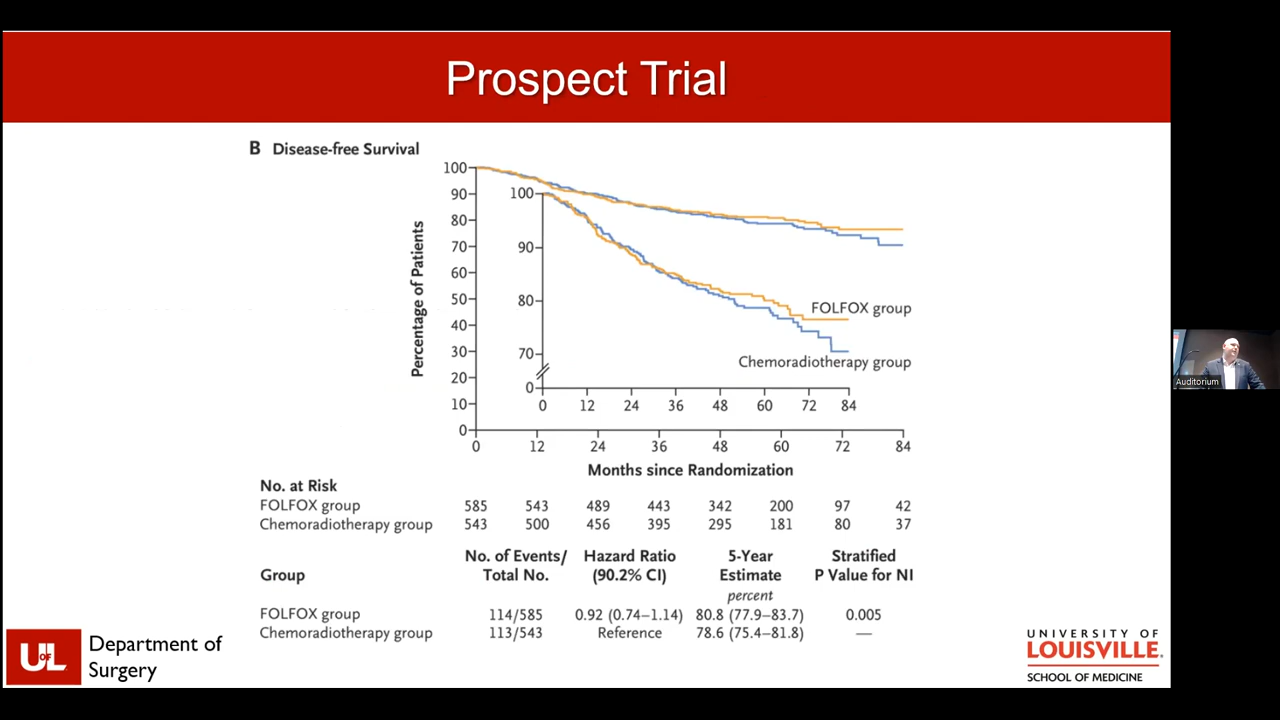 Prospect Trial
B Disease-free Survival
Percentage of Patients
100
90
80
70
60
50
40
30
20
10
0
100
90
80
70
0
FOLFOX group
Chemoradiotherapy group
0 12 24 36 48 60 72 84
0 12 24 36 48 60 72 84
Months since Randomization
No. at Risk
FOLFOX group 585 543 489 443 342 200 97 42
Chemoradiotherapy group 543 500 456 395 295 181 80 37
No. of Events/ Hazard Ratio 5-Year Stratified
Group Total No. (90.2% CI) Estimate P Value for NI
percent
FOLFOX group 114/585 0.92 (0.74–1.14) 80.8 (77.9–83.7) 0.005
Chemoradiotherapy group 113/543 Reference 78.6 (75.4–81.8) —
UofL
Department of
Surgery
UNIVERSITY OF
LOUISVILLE.
SCHOOL OF MEDICINE
Auditorium